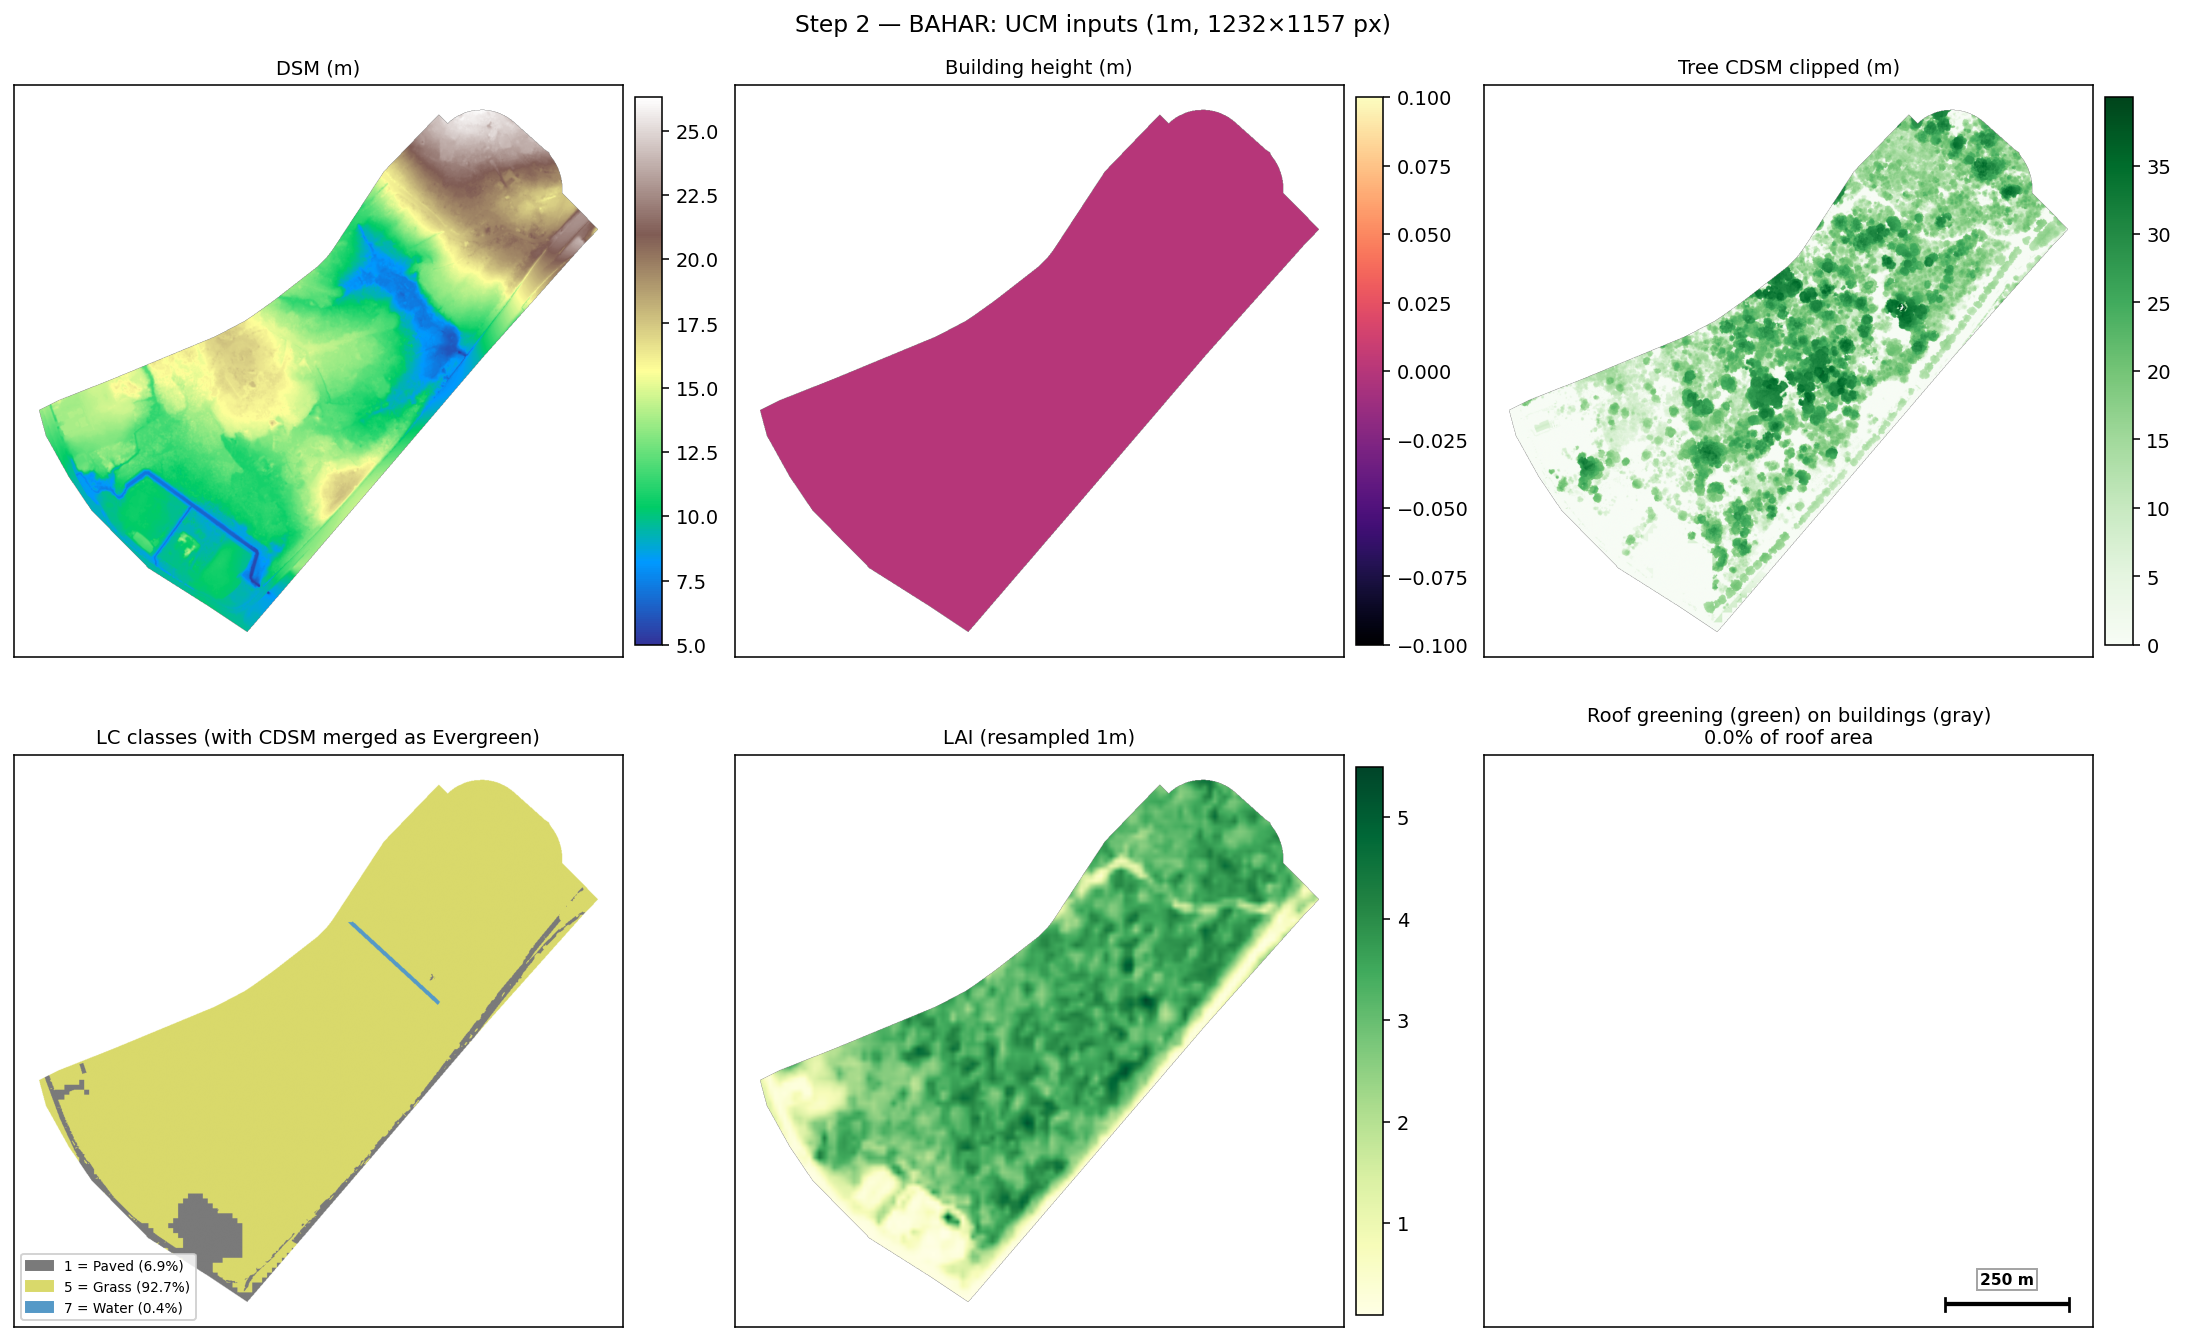 Step 2 — BAHAR: UCM inputs (1m, 1232×1157 px)
DSM (m)
25.0
22.5
20.0
17.5
15.0
12.5
10.0
7.5
5.0
Building height (m)
0.100
0.075
0.050
0.025
0.000
−0.025
−0.050
−0.075
−0.100
Tree CDSM clipped (m)
35
30
25
20
15
10
5
0
LC classes (with CDSM merged as Evergreen)
1 = Paved (6.9%)
5 = Grass (92.7%)
7 = Water (0.4%)
LAI (resampled 1m)
5
4
3
2
1
Roof greening (green) on buildings (gray)
0.0% of roof area
250 m